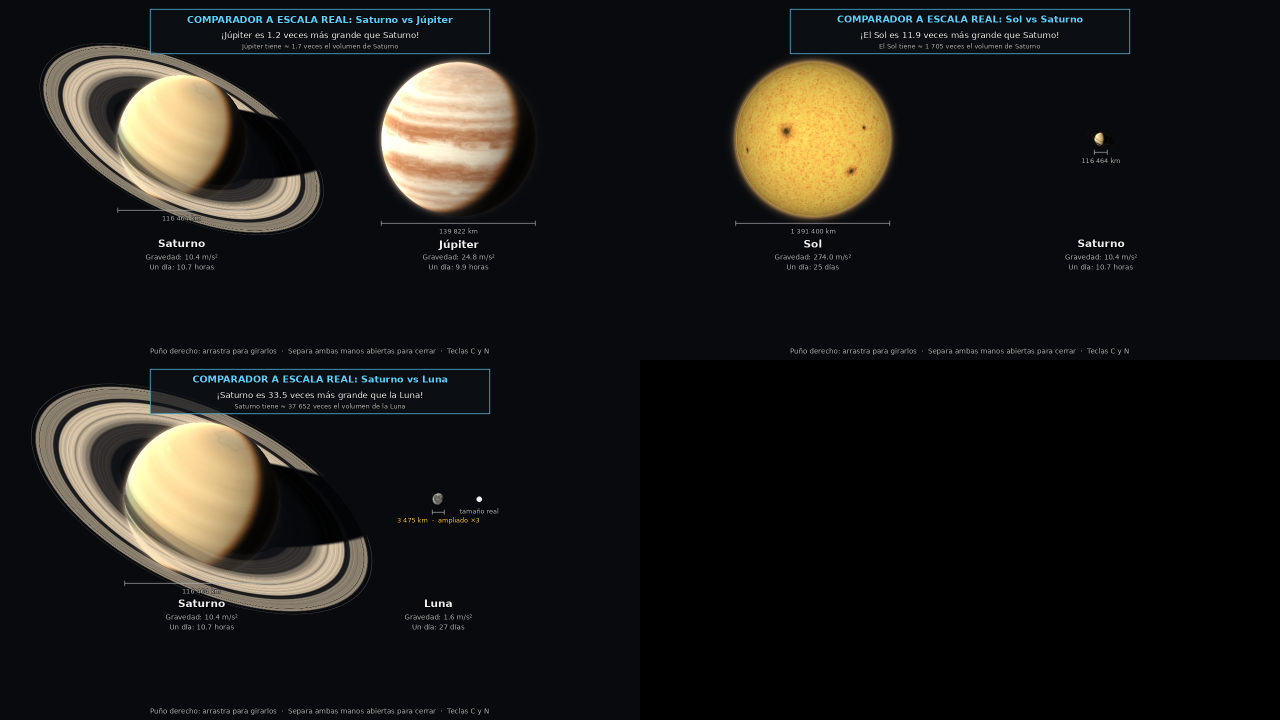 COMPARADOR A ESCALA REAL: Saturno vs Júpiter
¡Júpiter es 1.2 veces más grande que Saturno!
Júpiter tiene ≈ 1.7 veces el volumen de Saturno
116 464 km
139 822 km
Saturno
Gravedad: 10.4 m/s²
Un día: 10.7 horas
Júpiter
Gravedad: 24.8 m/s²
Un día: 9.9 horas
Puño derecho: arrastra para girarlos · Separa ambas manos abiertas para cerrar · Teclas C y N
COMPARADOR A ESCALA REAL: Sol vs Saturno
¡El Sol es 11.9 veces más grande que Saturno!
El Sol tiene ≈ 1 705 veces el volumen de Saturno
116 464 km
1 391 400 km
Sol
Gravedad: 274.0 m/s²
Un día: 25 días
Saturno
Gravedad: 10.4 m/s²
Un día: 10.7 horas
Puño derecho: arrastra para girarlos · Separa ambas manos abiertas para cerrar · Teclas C y N
COMPARADOR A ESCALA REAL: Saturno vs Luna
¡Saturno es 33.5 veces más grande que la Luna!
Saturno tiene ≈ 37 652 veces el volumen de la Luna
tamaño real
3 475 km · ampliado ×3
Saturno
Gravedad: 10.4 m/s²
Un día: 10.7 horas
Luna
Gravedad: 1.6 m/s²
Un día: 27 días
Puño derecho: arrastra para girarlos · Separa ambas manos abiertas para cerrar · Teclas C y N